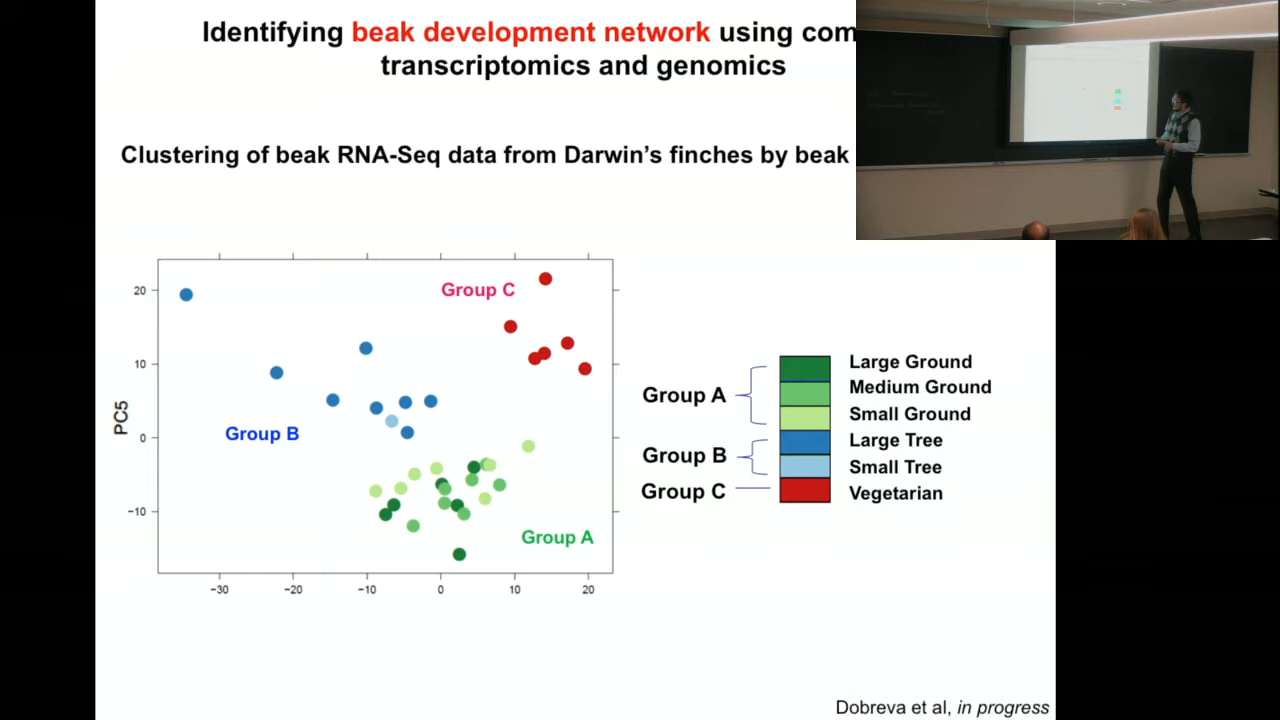 Identifying beak development network using com
transcriptomics and genomics
Clustering of beak RNA-Seq data from Darwin's finches by beak
Group C
Group B
Group A
PC5
20
10
0
−10
−30
−20
−10
0
10
20
Group A
Group B
Group C
Large Ground
Medium Ground
Small Ground
Large Tree
Small Tree
Vegetarian
Dobreva et al, in progress